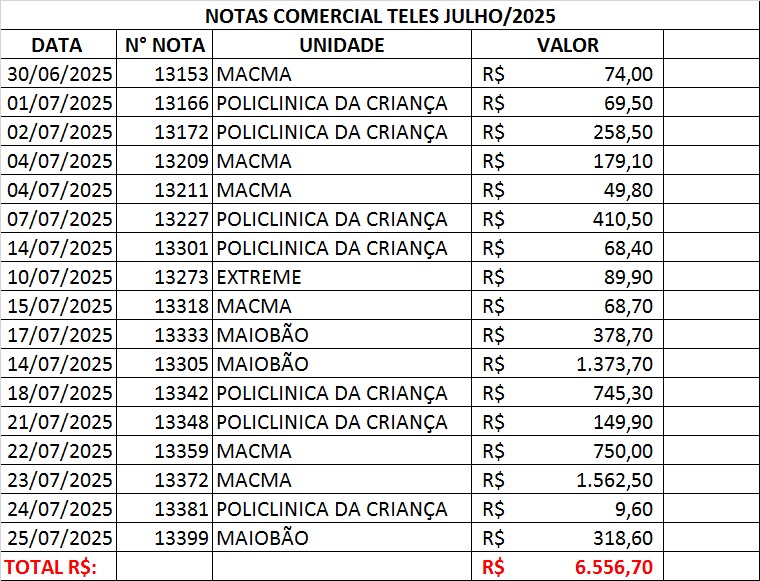 NOTAS COMERCIAL TELES JULHO/2025
DATA N° NOTA UNIDADE VALOR
30/06/2025 13153 MACMA R$ 74,00
01/07/2025 13166 POLICLINICA DA CRIANÇA R$ 69,50
02/07/2025 13172 POLICLINICA DA CRIANÇA R$ 258,50
04/07/2025 13209 MACMA R$ 179,10
04/07/2025 13211 MACMA R$ 49,80
07/07/2025 13227 POLICLINICA DA CRIANÇA R$ 410,50
14/07/2025 13301 POLICLINICA DA CRIANÇA R$ 68,40
10/07/2025 13273 EXTREME R$ 89,90
15/07/2025 13318 MACMA R$ 68,70
17/07/2025 13333 MAIOBÃO R$ 378,70
14/07/2025 13305 MAIOBÃO R$ 1.373,70
18/07/2025 13342 POLICLINICA DA CRIANÇA R$ 745,30
21/07/2025 13348 POLICLINICA DA CRIANÇA R$ 149,90
22/07/2025 13359 MACMA R$ 750,00
23/07/2025 13372 MACMA R$ 1.562,50
24/07/2025 13381 POLICLINICA DA CRIANÇA R$ 9,60
25/07/2025 13399 MAIOBÃO R$ 318,60
TOTAL R$: R$ 6.556,70